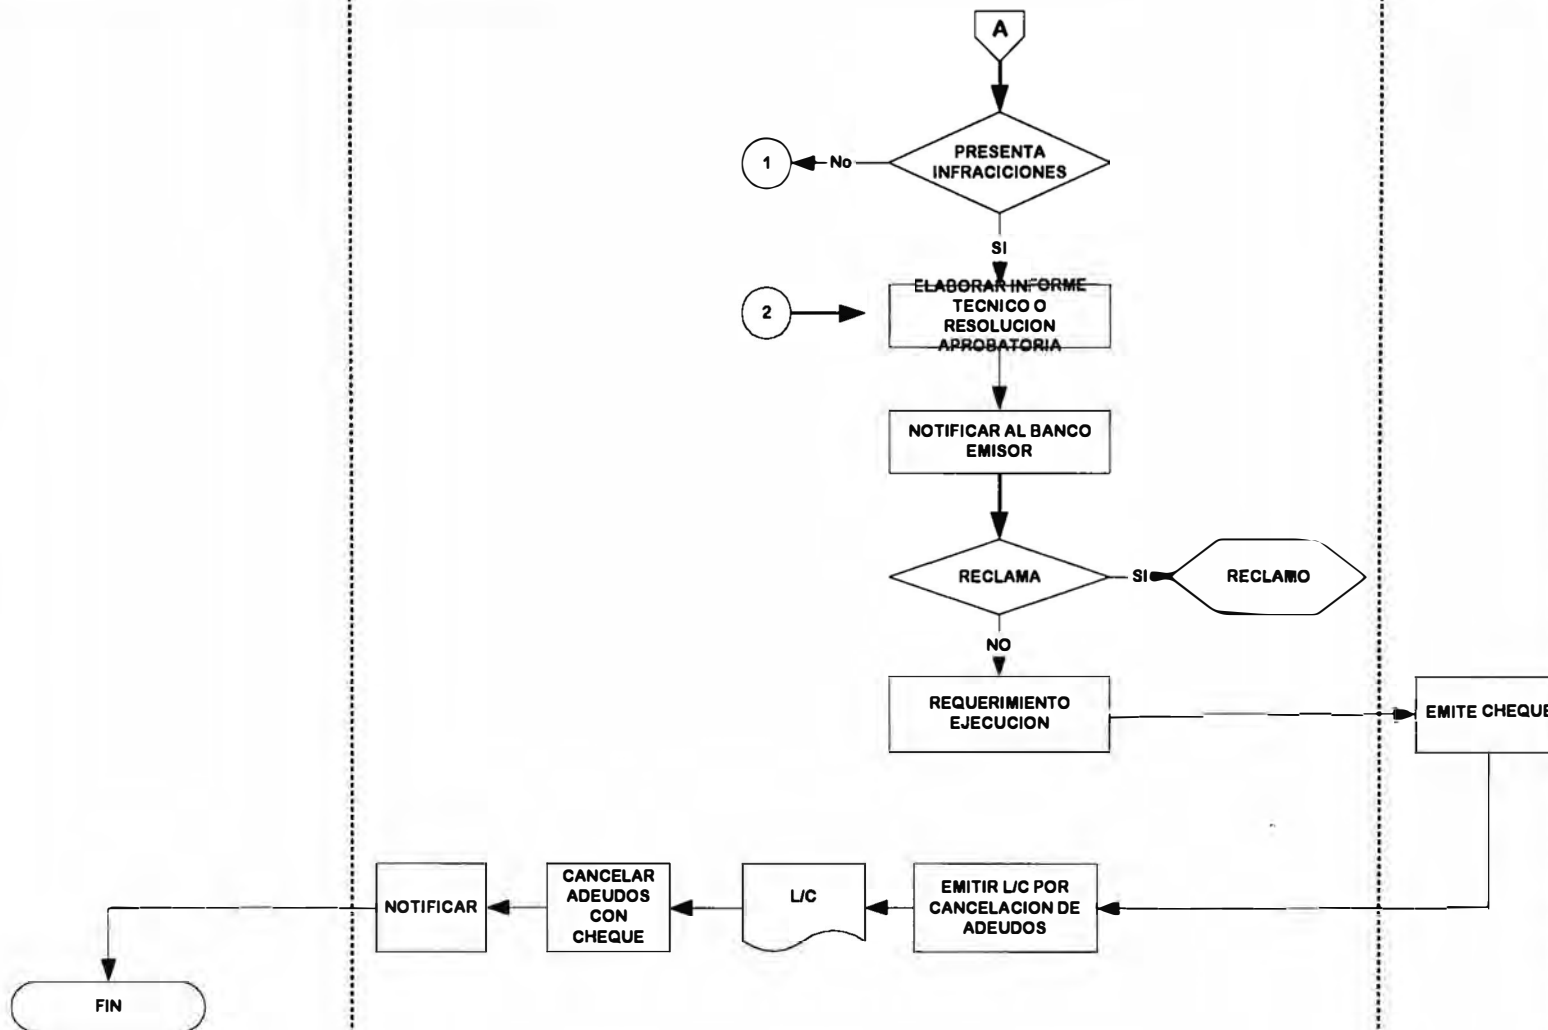 A
PRESENTA
INFRACICIONES
No
1
SI
2
ELABORAR INFORME
TECNICO O
RESOLUCION
APROBATORIA
NOTIFICAR AL BANCO
EMISOR
RECLAMA
SI
RECLAMO
NO
REQUERIMIENTO
EJECUCION
EMITE CHEQUE
EMITIR L/C POR
CANCELACION DE
ADEUDOS
L/C
CANCELAR
ADEUDOS
CON
CHEQUE
NOTIFICAR
FIN